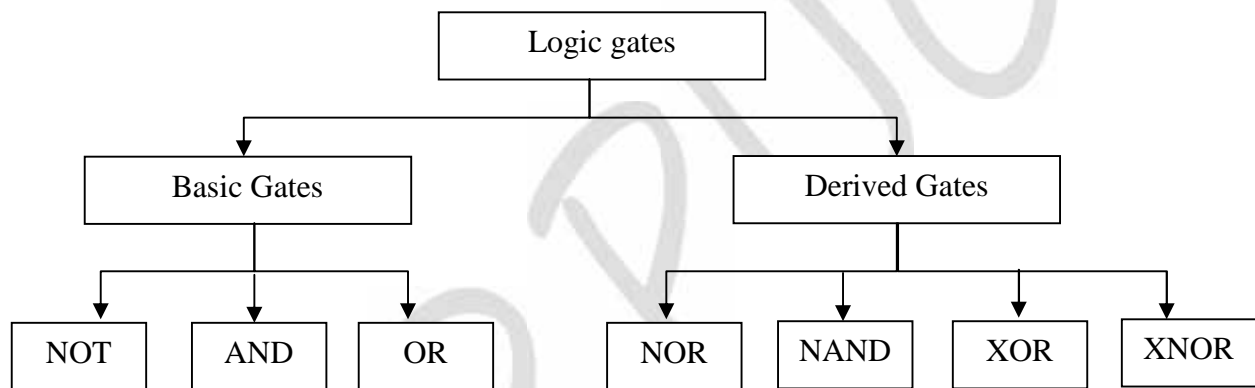 Logic gates
Basic Gates
Derived Gates
NOT
AND
OR
NOR
NAND
XOR
XNOR